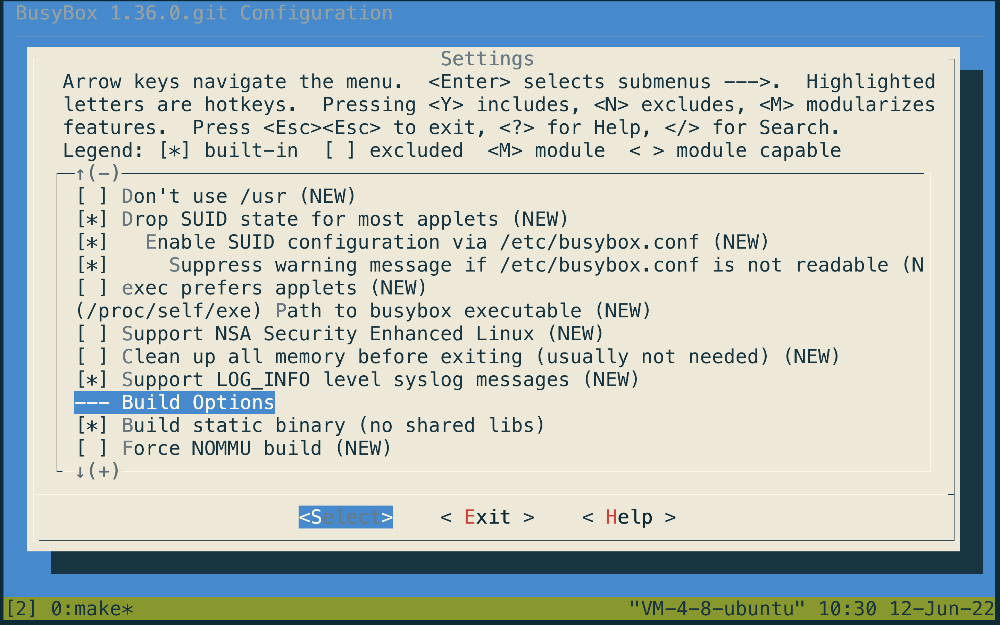 BusyBox 1.36.0.git Configuration
Settings
Arrow keys navigate the menu.  <Enter> selects submenus --->.  Highlighted
letters are hotkeys.  Pressing <Y> includes, <N> excludes, <M> modularizes
features.  Press <Esc><Esc> to exit, <?> for Help, </> for Search.
Legend: [*] built-in  [ ] excluded  <M> module  < > module capable
↑(-)
[ ] Don't use /usr (NEW)
[*] Drop SUID state for most applets (NEW)
[*]   Enable SUID configuration via /etc/busybox.conf (NEW)
[*]     Suppress warning message if /etc/busybox.conf is not readable (N
[ ] exec prefers applets (NEW)
(/proc/self/exe) Path to busybox executable (NEW)
[ ] Support NSA Security Enhanced Linux (NEW)
[ ] Clean up all memory before exiting (usually not needed) (NEW)
[*] Support LOG_INFO level syslog messages (NEW)
--- Build Options
[*] Build static binary (no shared libs)
[ ] Force NOMMU build (NEW)
↓(+)
<Select>    < Exit >    < Help >
[2] 0:make*    "VM-4-8-ubuntu" 10:30 12-Jun-22